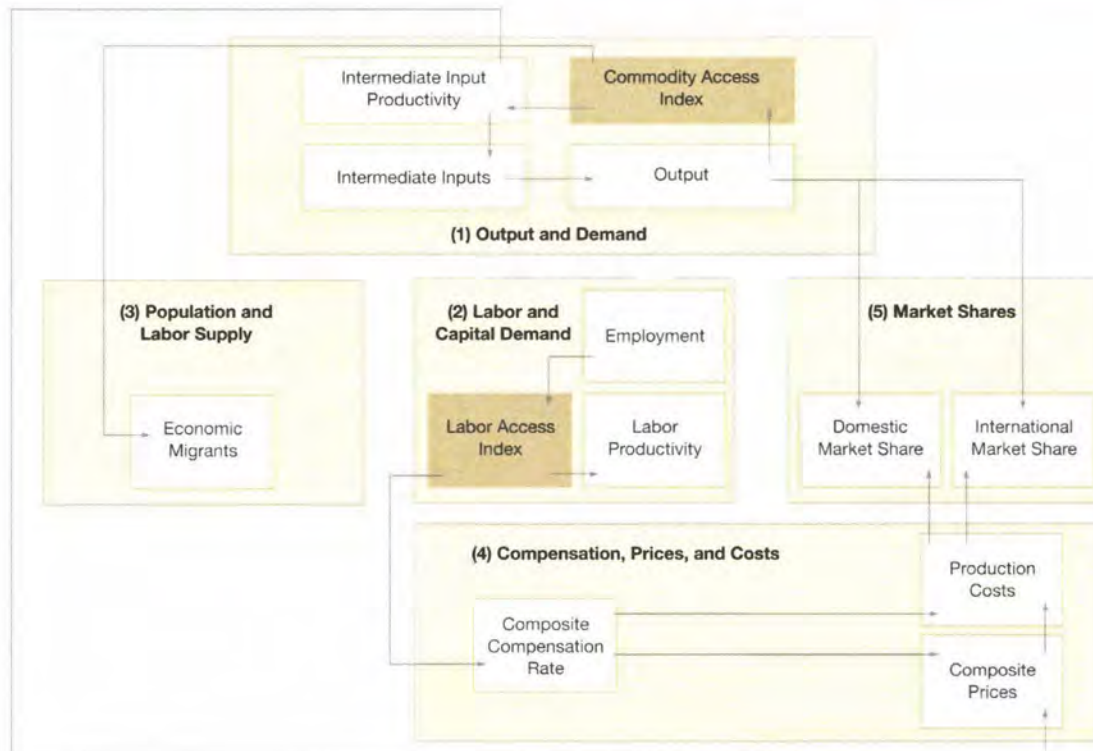 Intermediate Input
Productivity
Commodity Access
Index
Intermediate Inputs
Output
(1) Output and Demand
(3) Population and
Labor Supply
Economic
Migrants
(2) Labor and
Capital Demand
Employment
Labor Access
Index
Labor
Productivity
(5) Market Shares
Domestic
Market Share
International
Market Share
(4) Compensation, Prices, and Costs
Production
Costs
Composite
Compensation
Rate
Composite
Prices